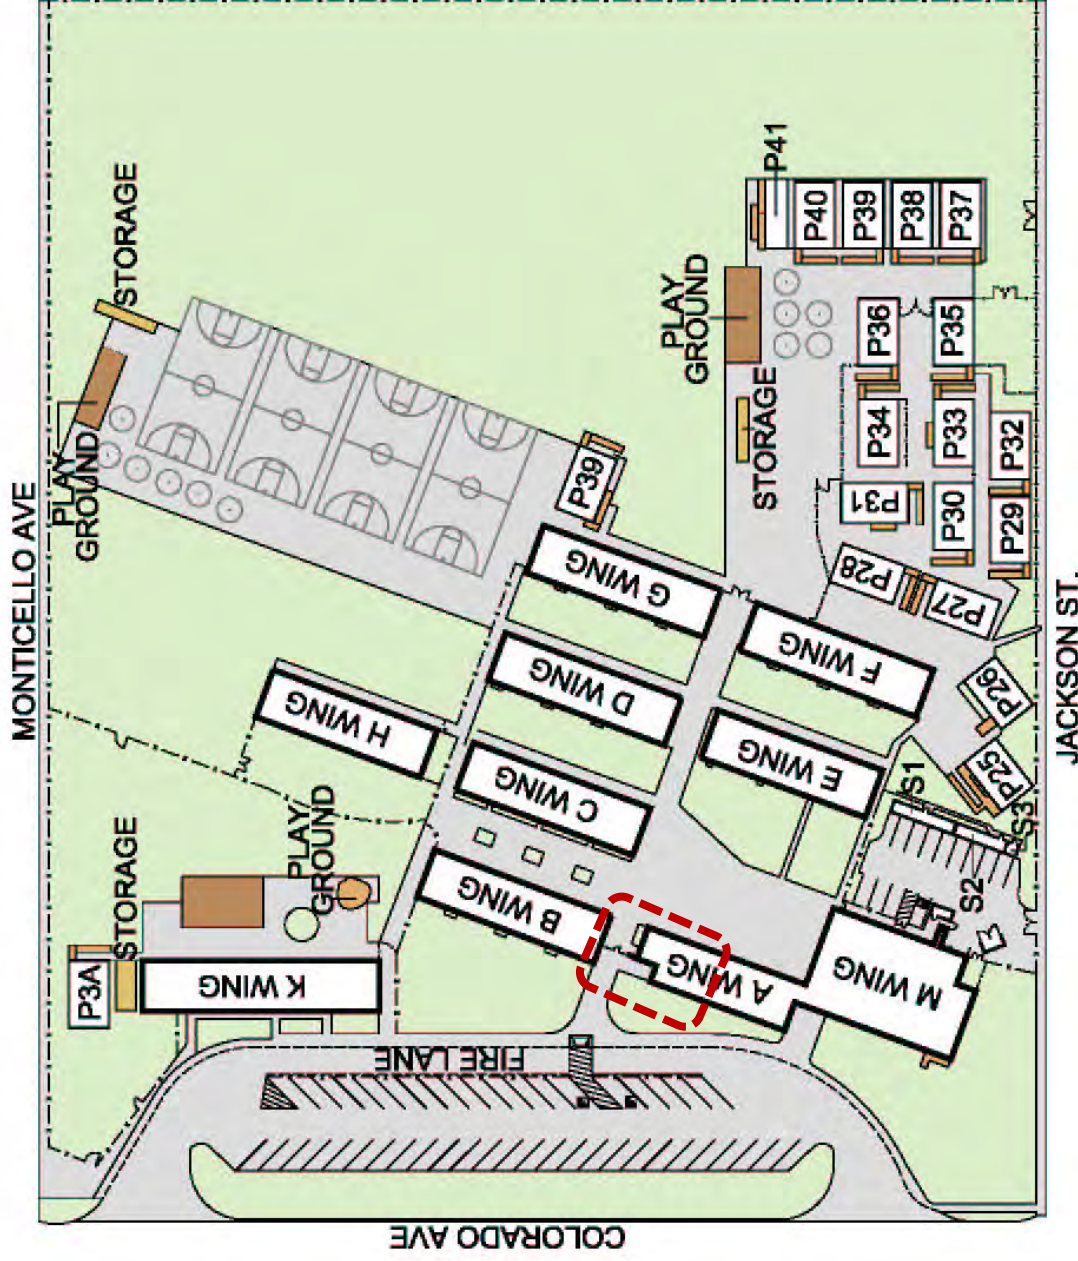 MONTICELLO AVE
STORAGE
PLAY
GROUND
P41
P40
P39
P38
P37
PLAY
GROUND
STORAGE
P36
P35
P34
P33
P32
P31
P30
P29
P28
P27
P26
P25
P39
G WING
F WING
D WING
E WING
H WING
C WING
B WING
A WING
M WING
K WING
S1
S2
S3
STORAGE
PLAY
GROUND
P3A
FIRE LANE
COLORADO AVE
JACKSON ST.